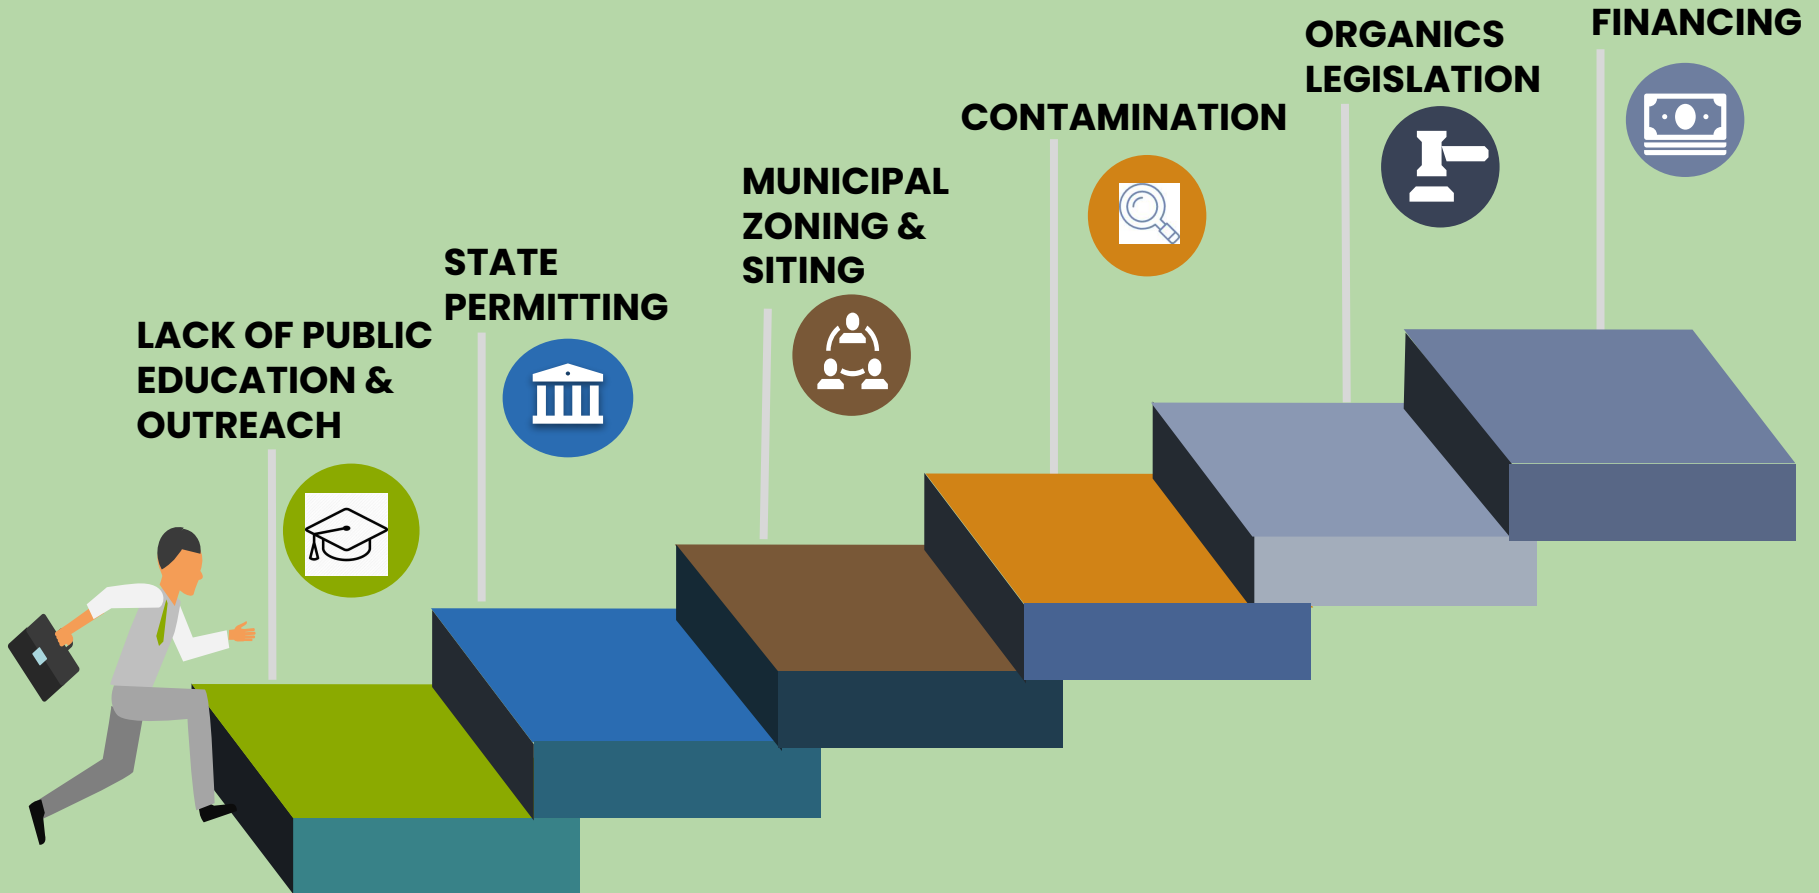 LACK OF PUBLIC
EDUCATION &
OUTREACH
STATE
PERMITTING
MUNICIPAL
ZONING &
SITING
CONTAMINATION
ORGANICS
LEGISLATION
FINANCING